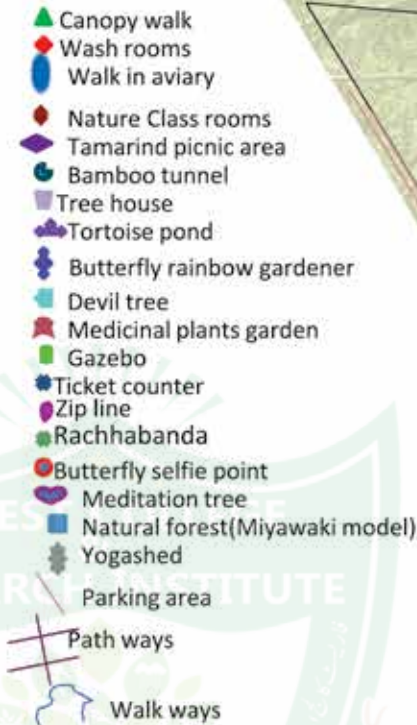 Canopy walk
Wash rooms
Walk in aviary
Nature Class rooms
Tamarind picnic area
Bamboo tunnel
Tree house
Tortoise pond
Butterfly rainbow gardener
Devil tree
Medicinal plants garden
Gazebo
Ticket counter
Zip line
Rachhabanda
Butterfly selfie point
Meditation tree
Natural forest(Miyawaki model)
Yogashed
Parking area
Path ways
Walk ways